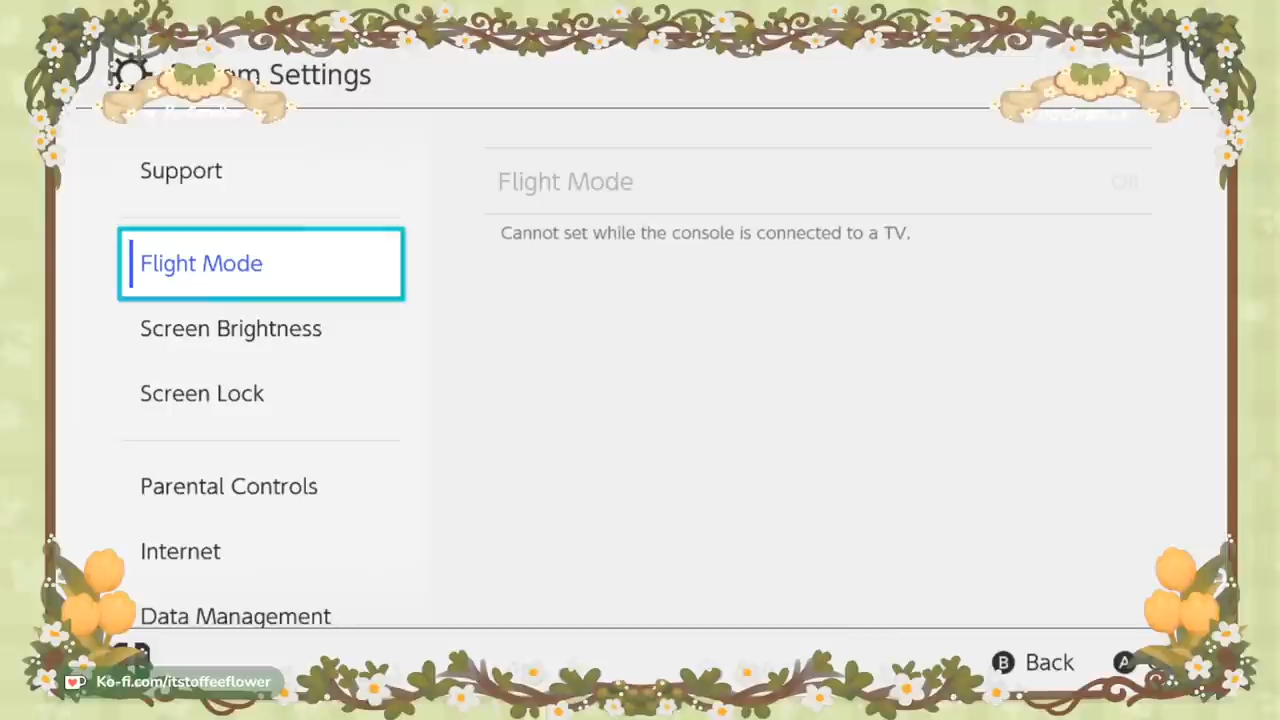 System Settings
Support
Flight Mode
Flight Mode
Off
Cannot set while the console is connected to a TV.
Screen Brightness
Screen Lock
Parental Controls
Internet
Data Management
B Back
A
Ko-fi.com/itstoffeeflower